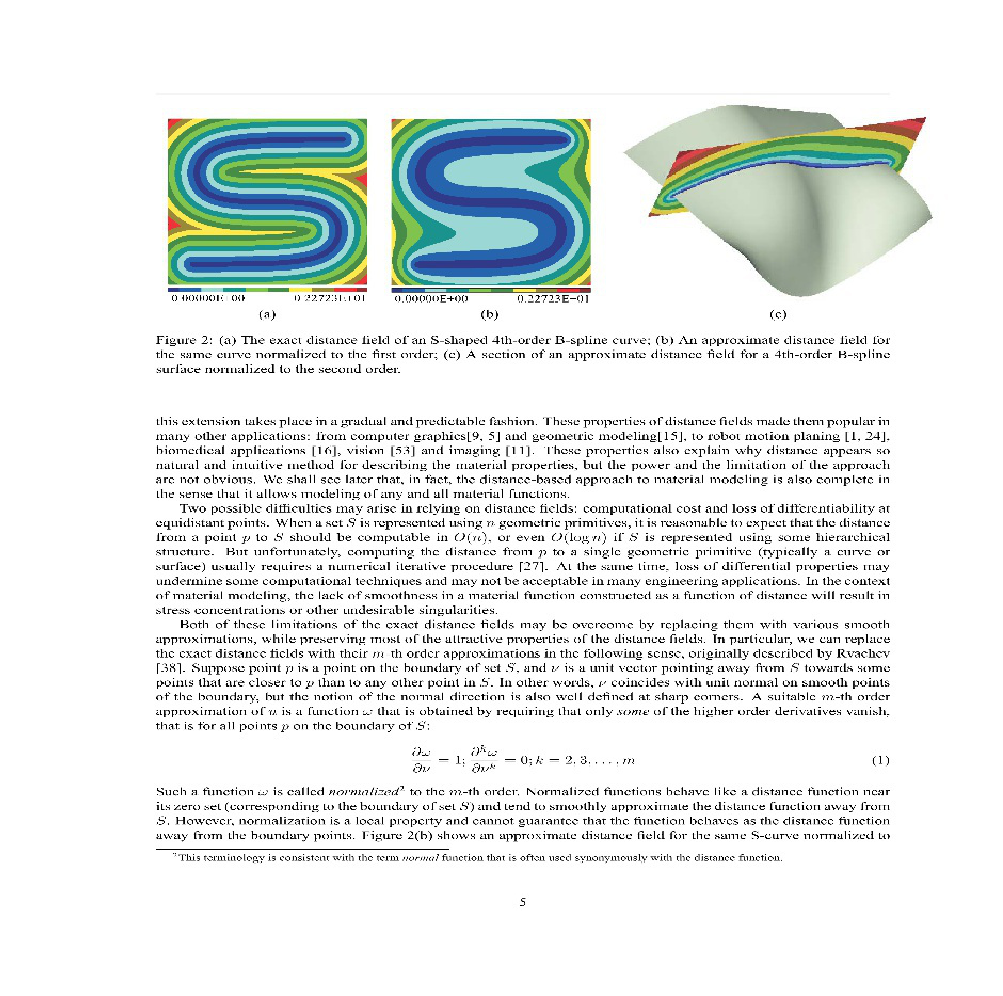 0.00000E+00 0.22723E+01 0.00000E+00 0.22723E+01
(a) (b) (c)
Figure 2: (a) The exact distance field of an S-shaped 4th-order B-spline curve; (b) An approximate distance field for
the same curve normalized to the first order; (c) A section of an approximate distance field for a 4th-order B-spline
surface normalized to the second order.
this extension takes place in a gradual and predictable fashion. These properties of distance fields made them popular in
many other applications: from computer graphics[9, 5] and geometric modeling[15], to robot motion planing [1, 24],
biomedical applications [16], vision [53] and imaging [11]. These properties also explain why distance appears so
natural and intuitive method for describing the material properties, but the power and the limitation of the approach
are not obvious. We shall see later that, in fact, the distance-based approach to material modeling is also complete in
the sense that it allows modeling of any and all material functions.
Two possible difficulties may arise in relying on distance fields: computational cost and loss of differentiability at
equidistant points. When a set S is represented using n geometric primitives, it is reasonable to expect that the distance
from a point p to S should be computable in O(n), or even O(log n) if S is represented using some hierarchical
structure. But unfortunately, computing the distance from p to a single geometric primitive (typically a curve or
surface) usually requires a numerical iterative procedure [27]. At the same time, loss of differential properties may
undermine some computational techniques and may not be acceptable in many engineering applications. In the context
of material modeling, the lack of smoothness in a material function constructed as a function of distance will result in
stress concentrations or other undesirable singularities.
Both of these limitations of the exact distance fields may be overcome by replacing them with various smooth
approximations, while preserving most of the attractive properties of the distance fields. In particular, we can replace
the exact distance fields with their m-th order approximations in the following sense, originally described by Rvachev
[38]. Suppose point p is a point on the boundary of set S, and ν is a unit vector pointing away from S towards some
points that are closer to p than to any other point in S. In other words, ν coincides with unit normal on smooth points
of the boundary, but the notion of the normal direction is also well defined at sharp corners. A suitable m-th order
approximation of u is a function ω that is obtained by requiring that only some of the higher order derivatives vanish,
that is for all points p on the boundary of S:
∂ω/∂ν = 1; ∂ᵏω/∂νᵏ = 0; k = 2, 3, . . . , m (1)
Such a function ω is called normalized² to the m-th order. Normalized functions behave like a distance function near
its zero set (corresponding to the boundary of set S) and tend to smoothly approximate the distance function away from
S. However, normalization is a local property and cannot guarantee that the function behaves as the distance function
away from the boundary points. Figure 2(b) shows an approximate distance field for the same S-curve normalized to
²This terminology is consistent with the term normal function that is often used synonymously with the distance function.
5